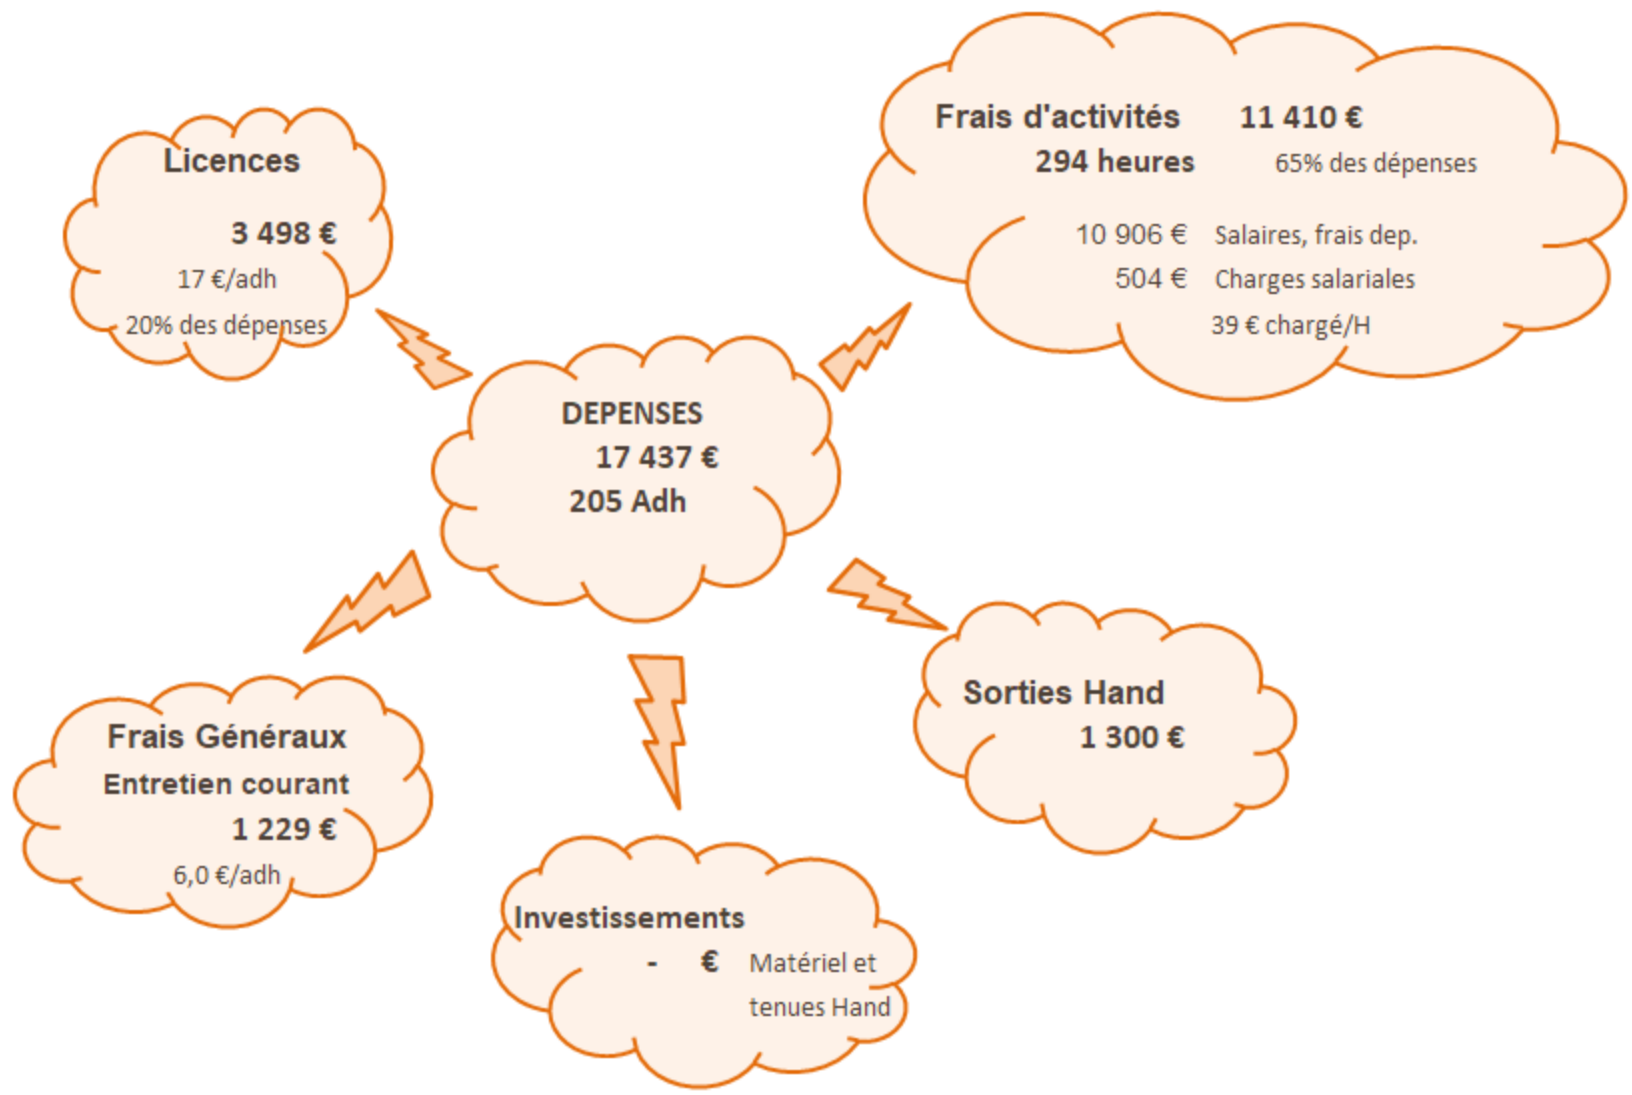 Licences
3 498 €
17 €/adh
20% des dépenses
Frais d'activités 11 410 €
294 heures 65% des dépenses
10 906 € Salaires, frais dep.
504 € Charges salariales
39 € chargé/H
DEPENSES
17 437 €
205 Adh
Frais Généraux
Entretien courant
1 229 €
6,0 €/adh
Investissements
- € Matériel et
tenues Hand
Sorties Hand
1 300 €